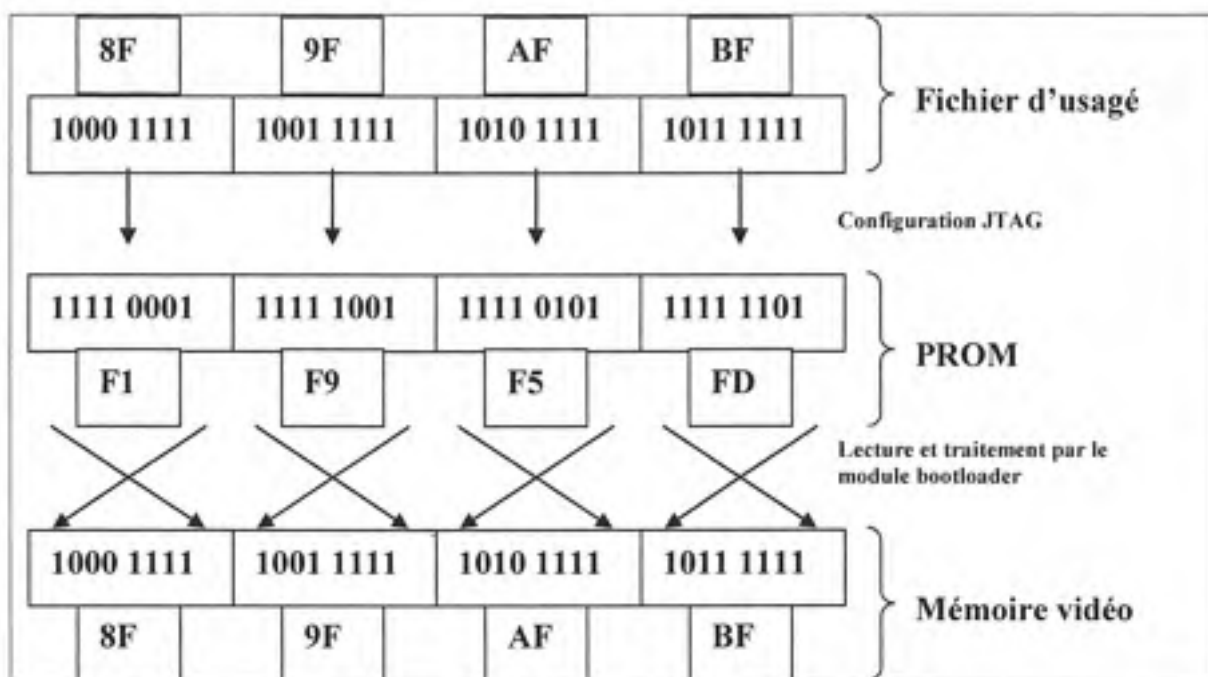 8F 9F AF BF
Fichier d'usagé
1000 1111 1001 1111 1010 1111 1011 1111
Configuration JTAG
1111 0001 1111 1001 1111 0101 1111 1101
PROM
F1 F9 F5 FD
Lecture et traitement par le
module bootloader
1000 1111 1001 1111 1010 1111 1011 1111
Mémoire vidéo
8F 9F AF BF